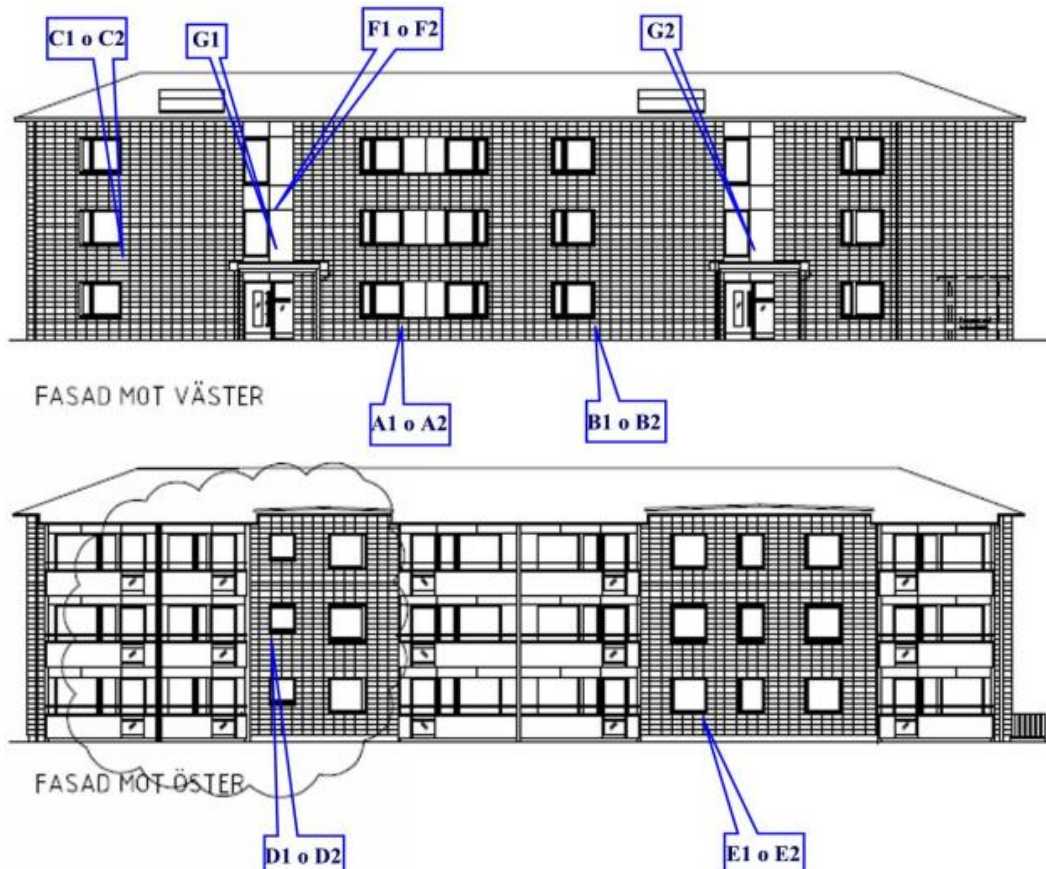 C1 o C2
G1
F1 o F2
G2
FASAD MOT VÄSTER
A1 o A2
B1 o B2
FASAD MOT ÖSTER
D1 o D2
E1 o E2